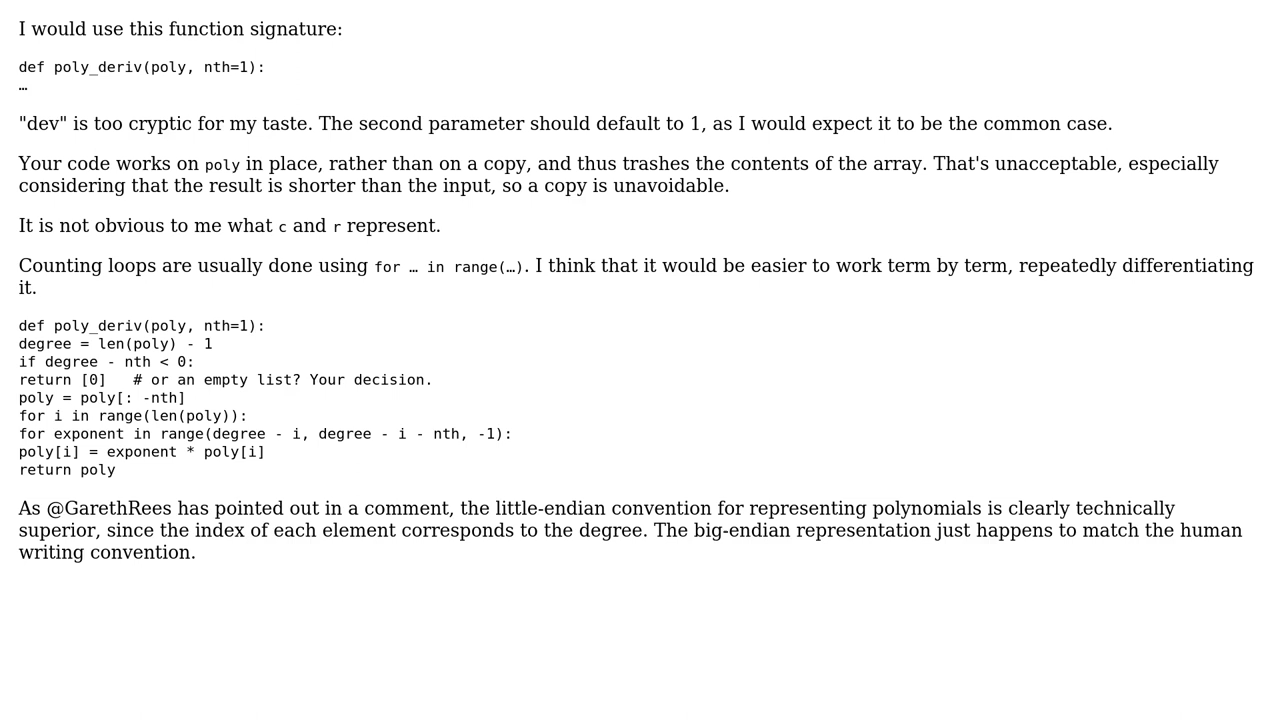 I would use this function signature:
def poly_deriv(poly, nth=1):
…
"dev" is too cryptic for my taste. The second parameter should default to 1, as I would expect it to be the common case.
Your code works on poly in place, rather than on a copy, and thus trashes the contents of the array. That's unacceptable, especially
considering that the result is shorter than the input, so a copy is unavoidable.
It is not obvious to me what c and r represent.
Counting loops are usually done using for … in range(…). I think that it would be easier to work term by term, repeatedly differentiating
it.
def poly_deriv(poly, nth=1):
degree = len(poly) - 1
if degree - nth < 0:
return [0]   # or an empty list? Your decision.
poly = poly[: -nth]
for i in range(len(poly)):
for exponent in range(degree - i, degree - i - nth, -1):
poly[i] = exponent * poly[i]
return poly
As @GarethRees has pointed out in a comment, the little-endian convention for representing polynomials is clearly technically
superior, since the index of each element corresponds to the degree. The big-endian representation just happens to match the human
writing convention.